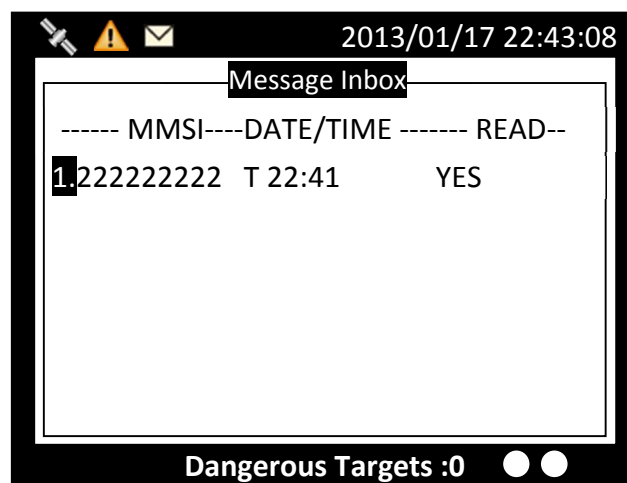 2013/01/17 22:43:08
Message Inbox
------ MMSI----DATE/TIME ------- READ--
1.222222222 T 22:41 YES
Dangerous Targets :0